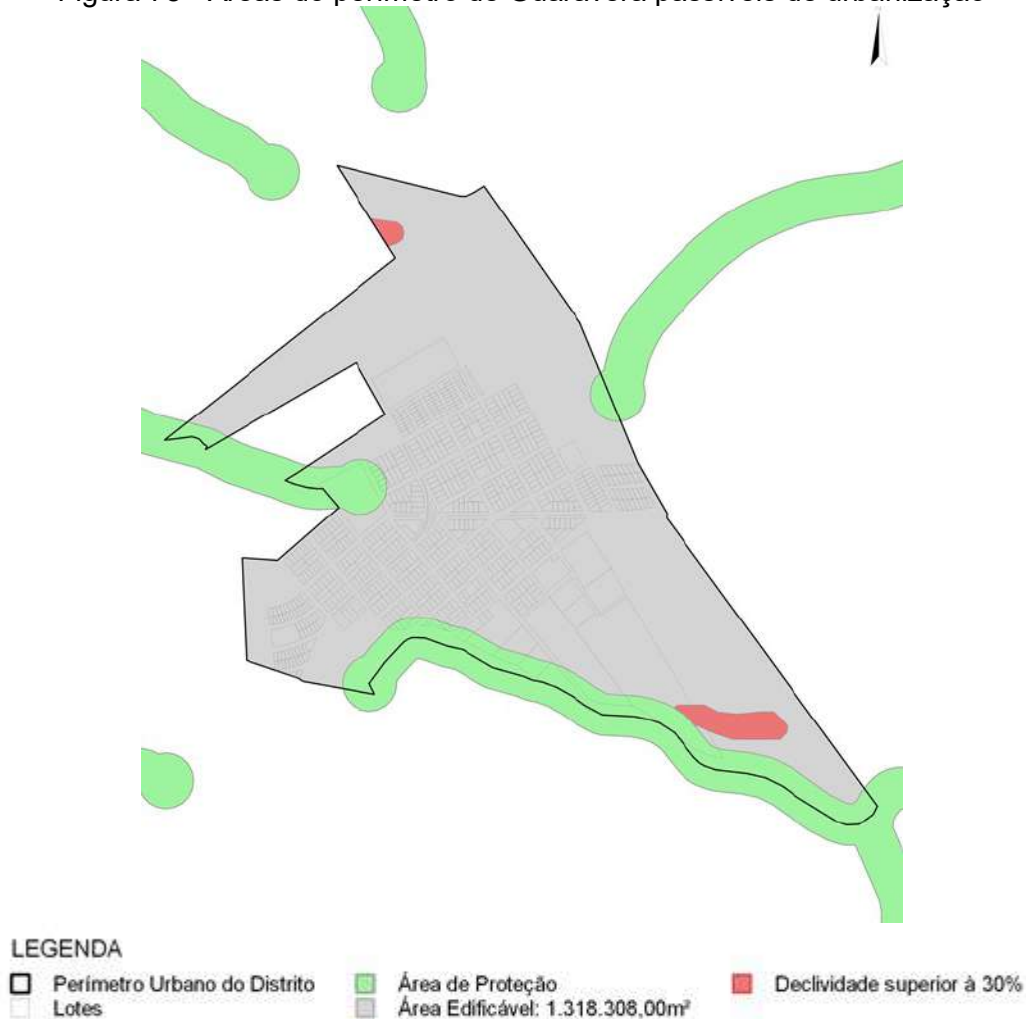 LEGENDA
Perímetro Urbano do Distrito
Lotes
Área de Proteção
Área Edificável: 1.318.308,00m²
Declividade superior à 30%